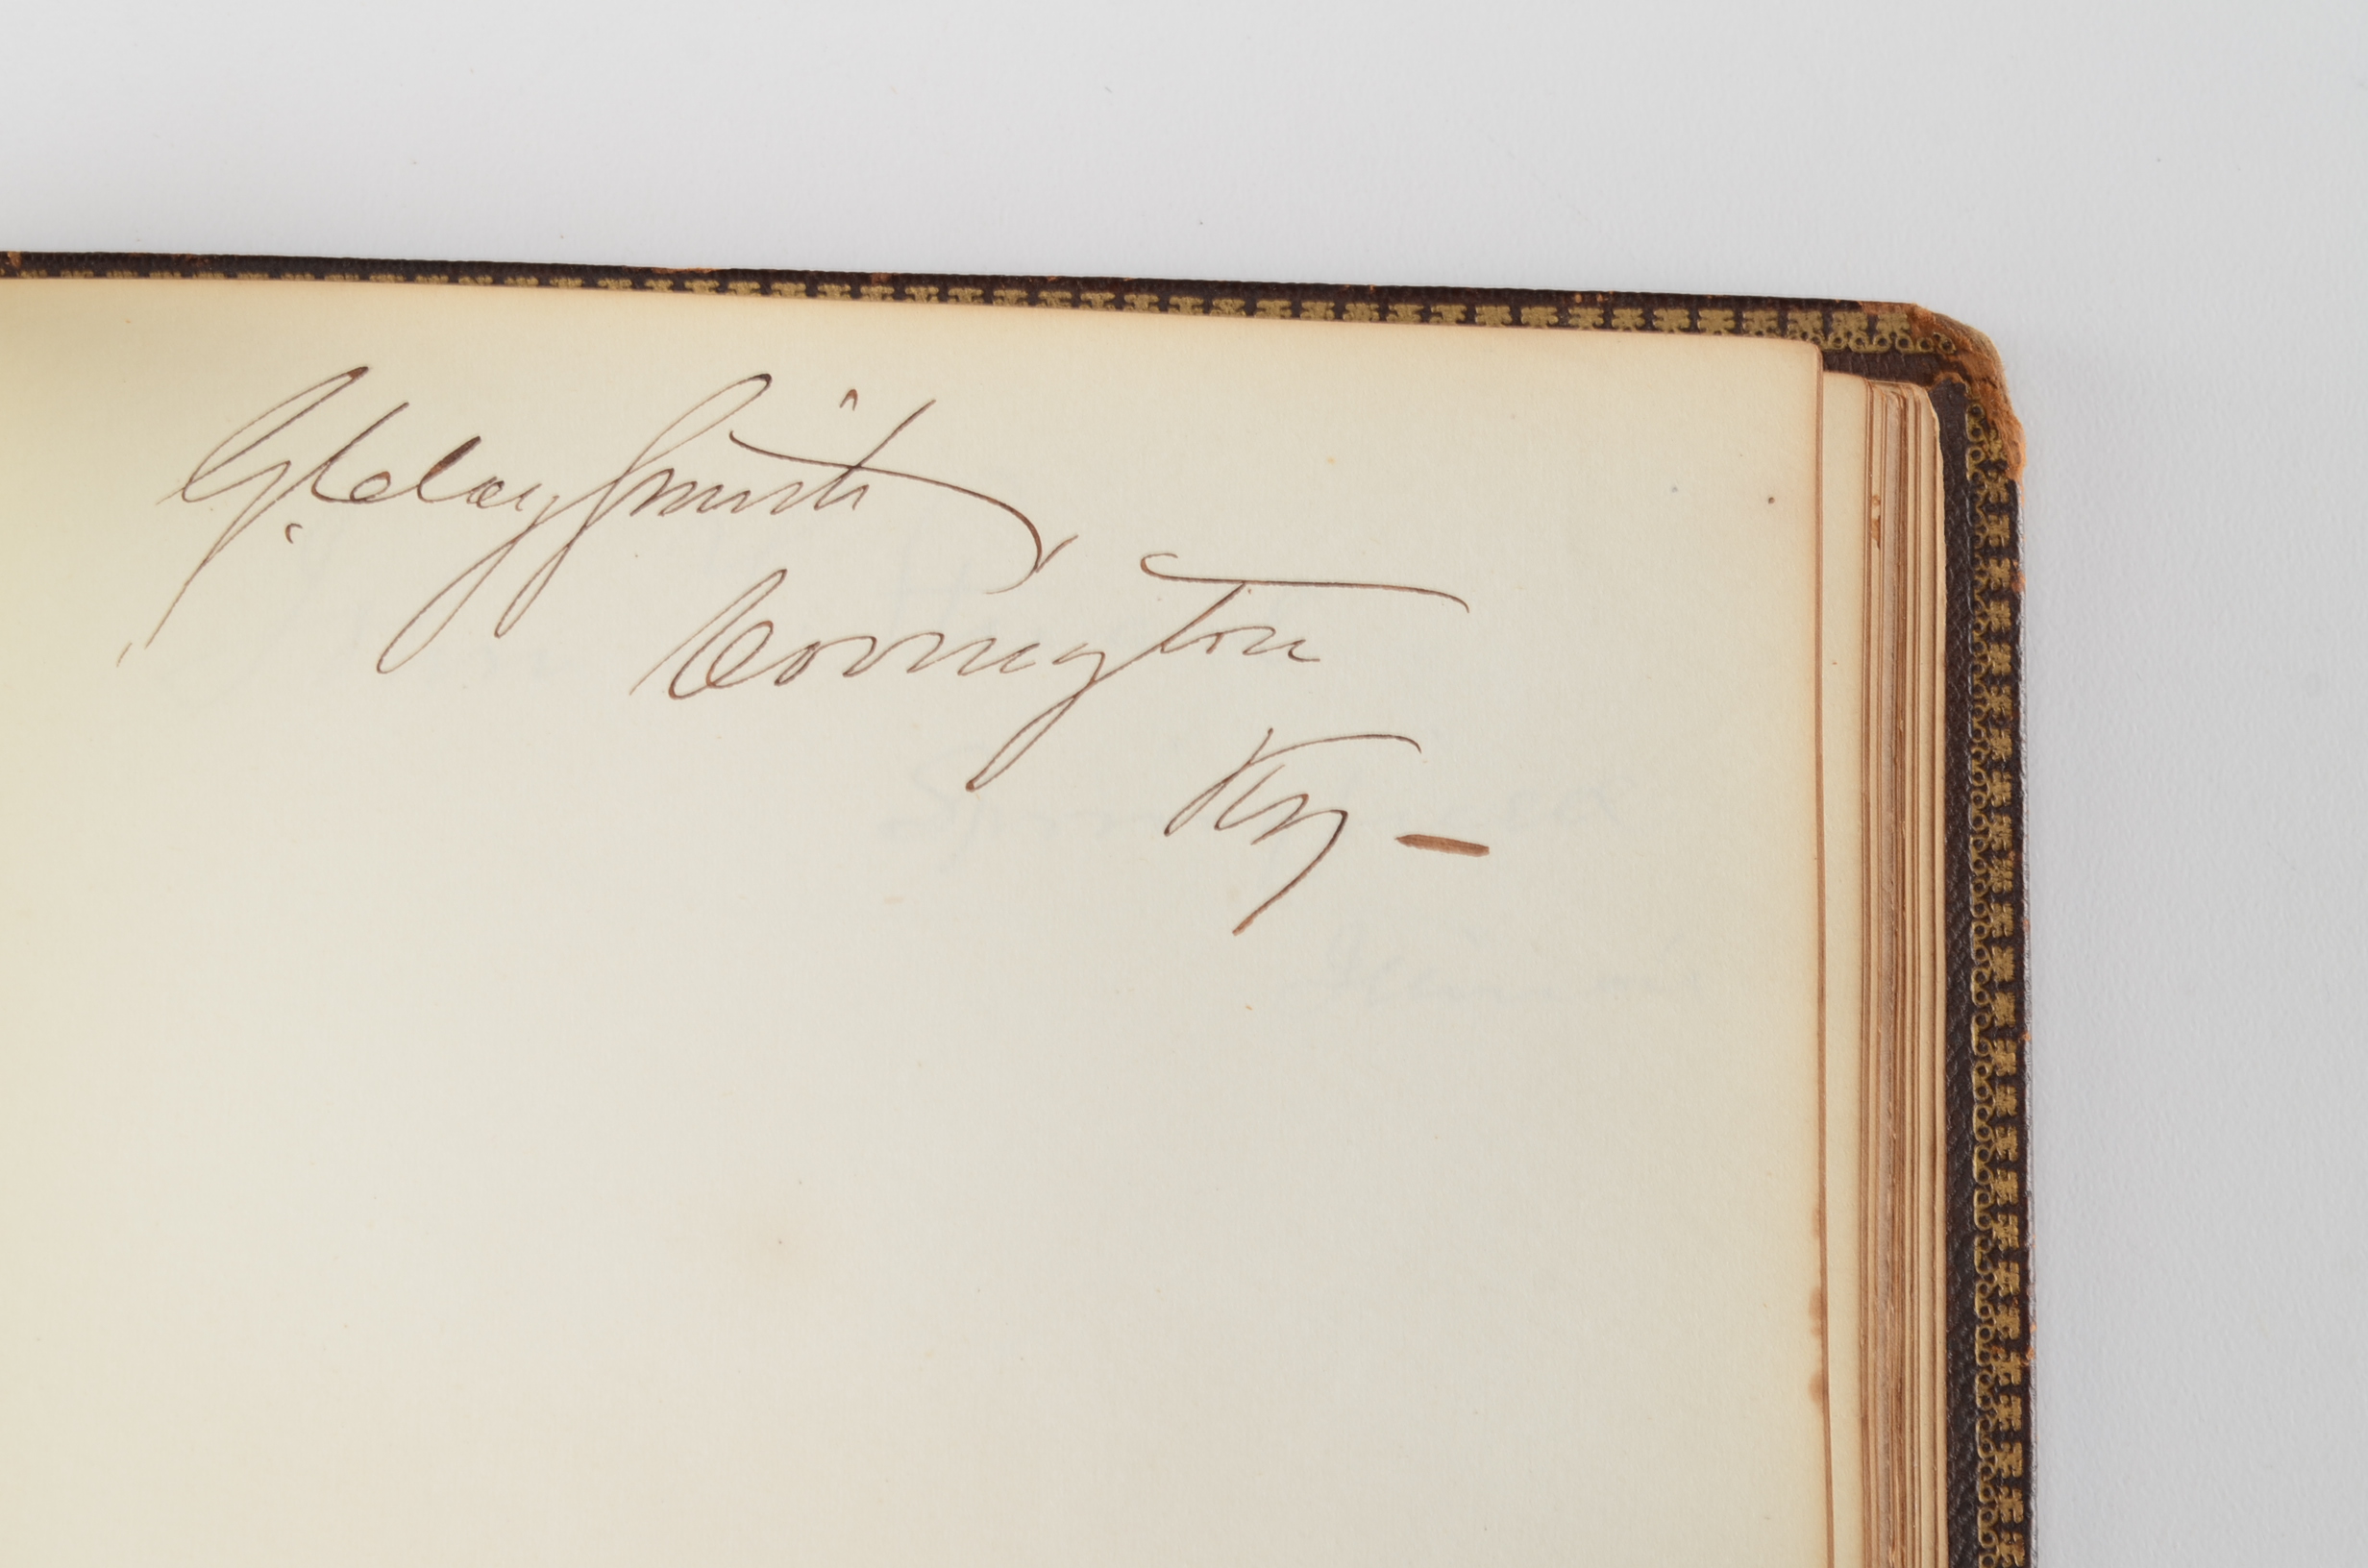 G. Clay Smith,
Covington
Ky —